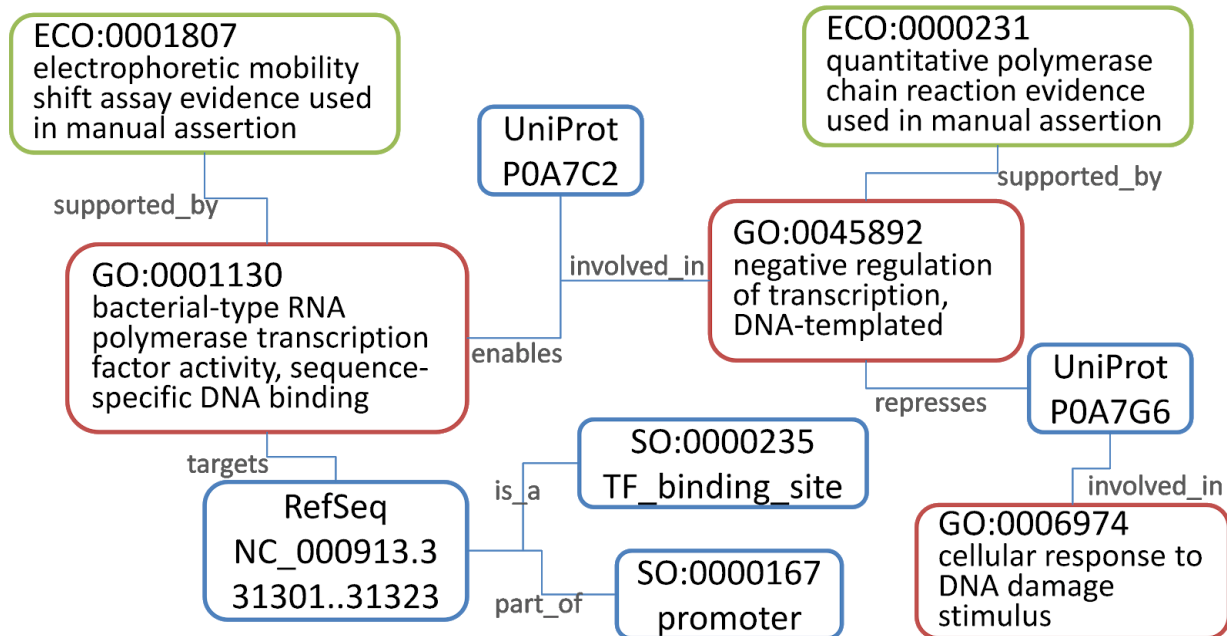 ECO:0001807
electrophoretic mobility
shift assay evidence used
in manual assertion
ECO:0000231
quantitative polymerase
chain reaction evidence
used in manual assertion
UniProt
P0A7C2
supported_by
supported_by
GO:0001130
bacterial-type RNA
polymerase transcription
factor activity, sequence-
specific DNA binding
involved_in
enables
GO:0045892
negative regulation
of transcription,
DNA-templated
UniProt
P0A7G6
represses
targets
RefSeq
NC_000913.3
31301..31323
is_a
SO:0000235
TF_binding_site
part_of
SO:0000167
promoter
involved_in
GO:0006974
cellular response to
DNA damage
stimulus